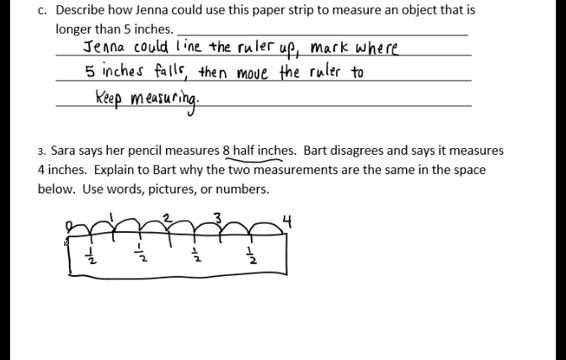 c. Describe how Jenna could use this paper strip to measure an object that is
longer than 5 inches.
Jenna could line the ruler up, mark where
5 inches falls, then move the ruler to
keep measuring.
3. Sara says her pencil measures 8 half inches. Bart disagrees and says it measures
4 inches. Explain to Bart why the two measurements are the same in the space
below. Use words, pictures, or numbers.
0 1 2 3 4
1/2 1/2 1/2 1/2